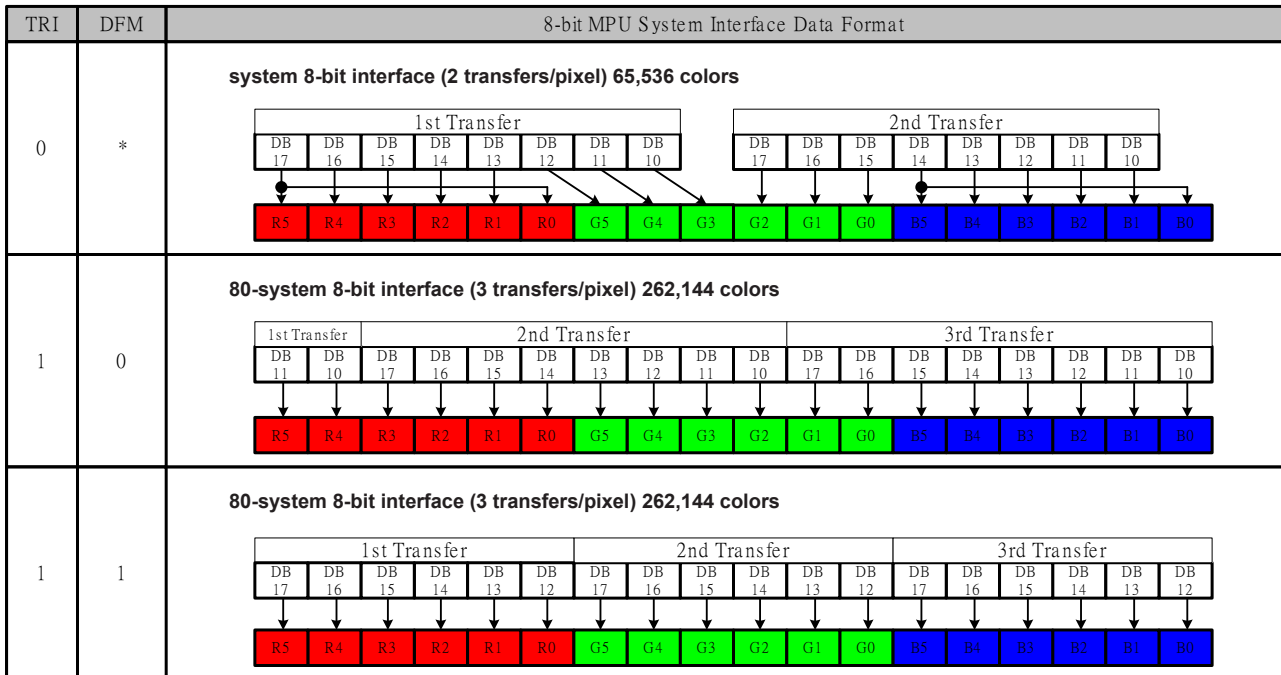 TRI DFM 8-bit MPU System Interface Data Format
system 8-bit interface (2 transfers/pixel) 65,536 colors
0 *
1st Transfer 2nd Transfer
DB DB DB DB DB DB DB DB DB DB DB DB DB DB DB DB
17 16 15 14 13 12 11 10 17 16 15 14 13 12 11 10
R5 R4 R3 R2 R1 R0 G5 G4 G3 G2 G1 G0 B5 B4 B3 B2 B1 B0
80-system 8-bit interface (3 transfers/pixel) 262,144 colors
1 0
1st Transfer 2nd Transfer 3rd Transfer
DB DB DB DB DB DB DB DB DB DB DB DB DB DB DB DB DB DB
11 10 17 16 15 14 13 12 11 10 17 16 15 14 13 12 11 10
R5 R4 R3 R2 R1 R0 G5 G4 G3 G2 G1 G0 B5 B4 B3 B2 B1 B0
80-system 8-bit interface (3 transfers/pixel) 262,144 colors
1 1
1st Transfer 2nd Transfer 3rd Transfer
DB DB DB DB DB DB DB DB DB DB DB DB DB DB DB DB DB DB
17 16 15 14 13 12 17 16 15 14 13 12 17 16 15 14 13 12
R5 R4 R3 R2 R1 R0 G5 G4 G3 G2 G1 G0 B5 B4 B3 B2 B1 B0